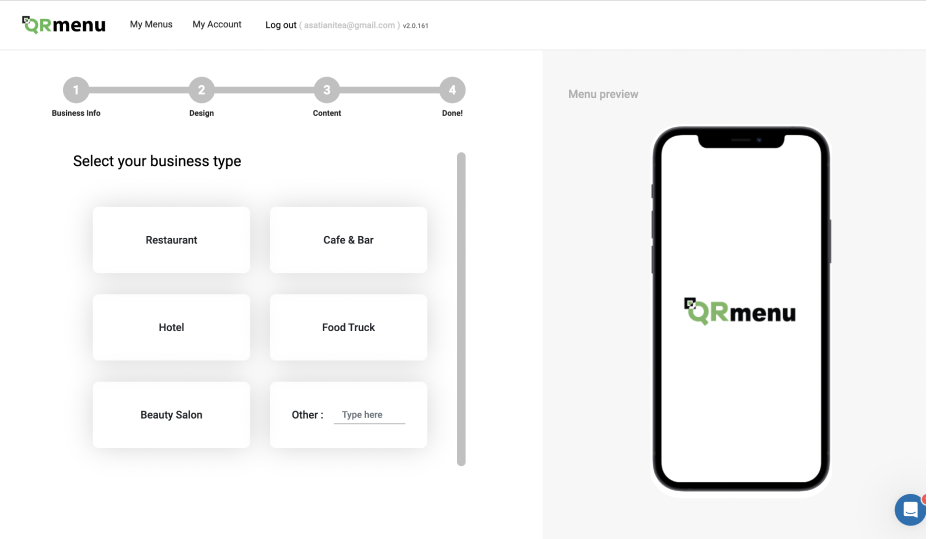 QRmenu
My Menus
My Account
Log out ( asatianitea@gmail.com ) v2.0.161
1
2
3
4
Business Info
Design
Content
Done!
Menu preview
Select your business type
Restaurant
Cafe & Bar
Hotel
Food Truck
Beauty Salon
Other :
Type here
QRmenu